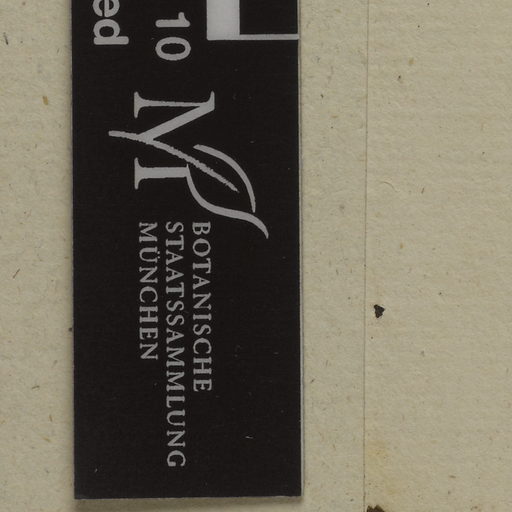 10
ed
BOTANISCHE
STAATSSAMMLUNG
MÜNCHEN